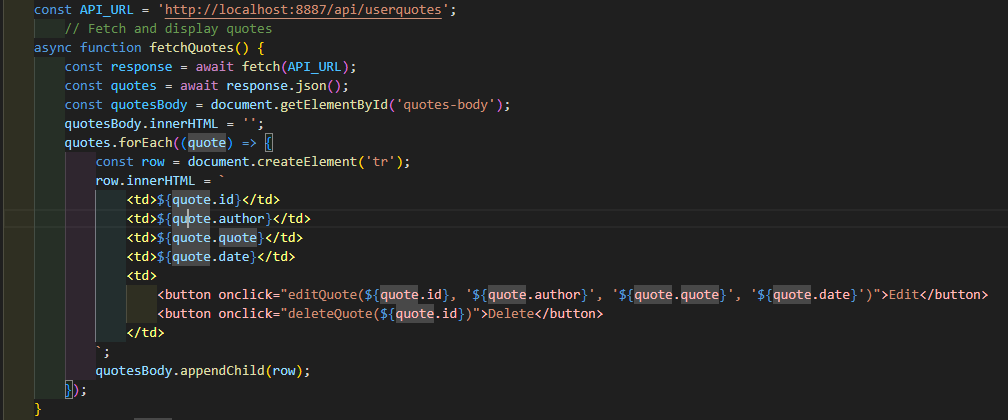 const API_URL = 'http://localhost:8887/api/userquotes';
// Fetch and display quotes
async function fetchQuotes() {
const response = await fetch(API_URL);
const quotes = await response.json();
const quotesBody = document.getElementById('quotes-body');
quotesBody.innerHTML = '';
quotes.forEach((quote) => {
const row = document.createElement('tr');
row.innerHTML = `
<td>${quote.id}</td>
<td>${quote.author}</td>
<td>${quote.quote}</td>
<td>${quote.date}</td>
<td>
<button onclick="editQuote(${quote.id}, '${quote.author}', '${quote.quote}', '${quote.date}')">Edit</button>
<button onclick="deleteQuote(${quote.id})">Delete</button>
</td>
`;
quotesBody.appendChild(row);
});
}